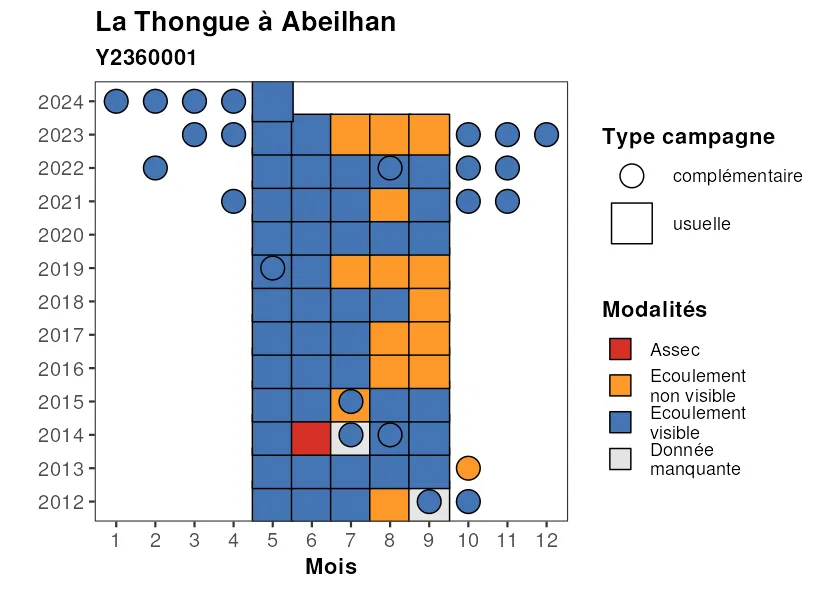 La Thongue à Abeilhan
Y2360001
2024
2023
2022
2021
2020
2019
2018
2017
2016
2015
2014
2013
2012
1 2 3 4 5 6 7 8 9 10 11 12
Mois
Type campagne
complémentaire
usuelle
Modalités
Assec
Ecoulement
non visible
Ecoulement
visible
Donnée
manquante